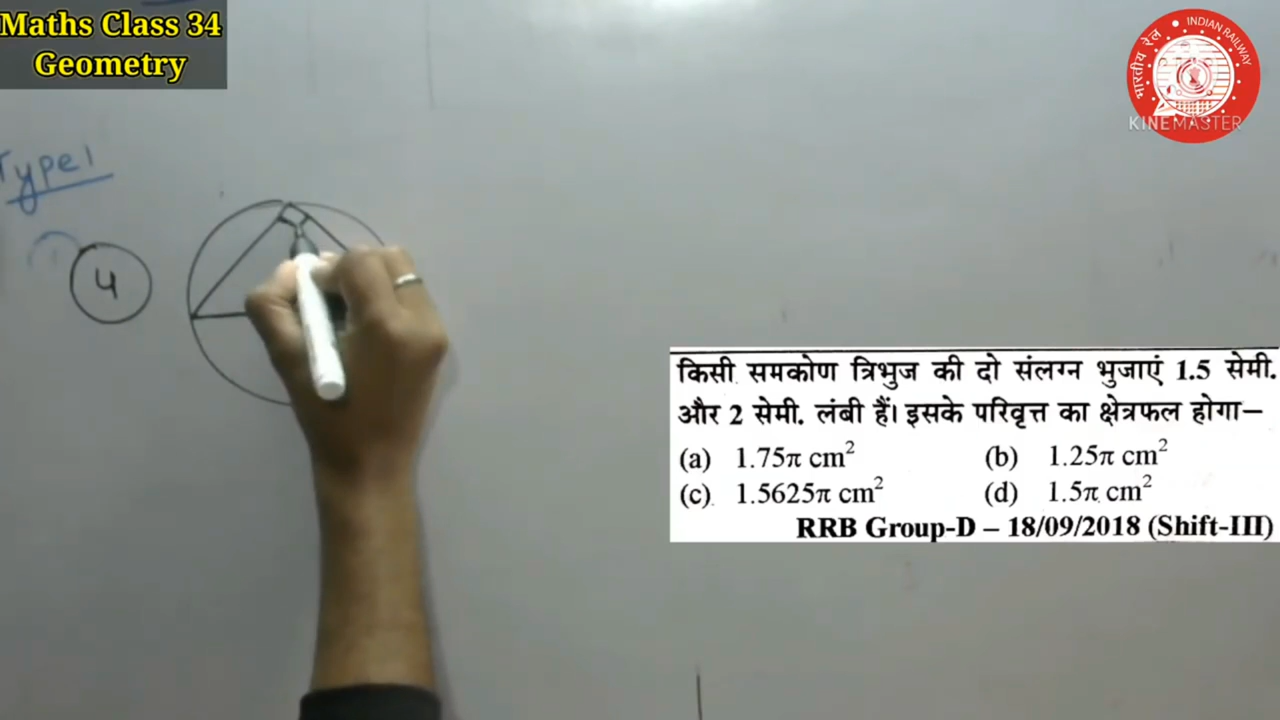 Maths Class 34
Geometry
भारतीय रेल • INDIAN RAILWAY
KINEMASTER
Type1
4
किसी समकोण त्रिभुज की दो संलग्न भुजाएं 1.5 सेमी.
और 2 सेमी. लंबी हैं। इसके परिवृत्त का क्षेत्रफल होगा–
(a) 1.75π cm² (b) 1.25π cm²
(c) 1.5625π cm² (d) 1.5π cm²
RRB Group-D – 18/09/2018 (Shift-III)